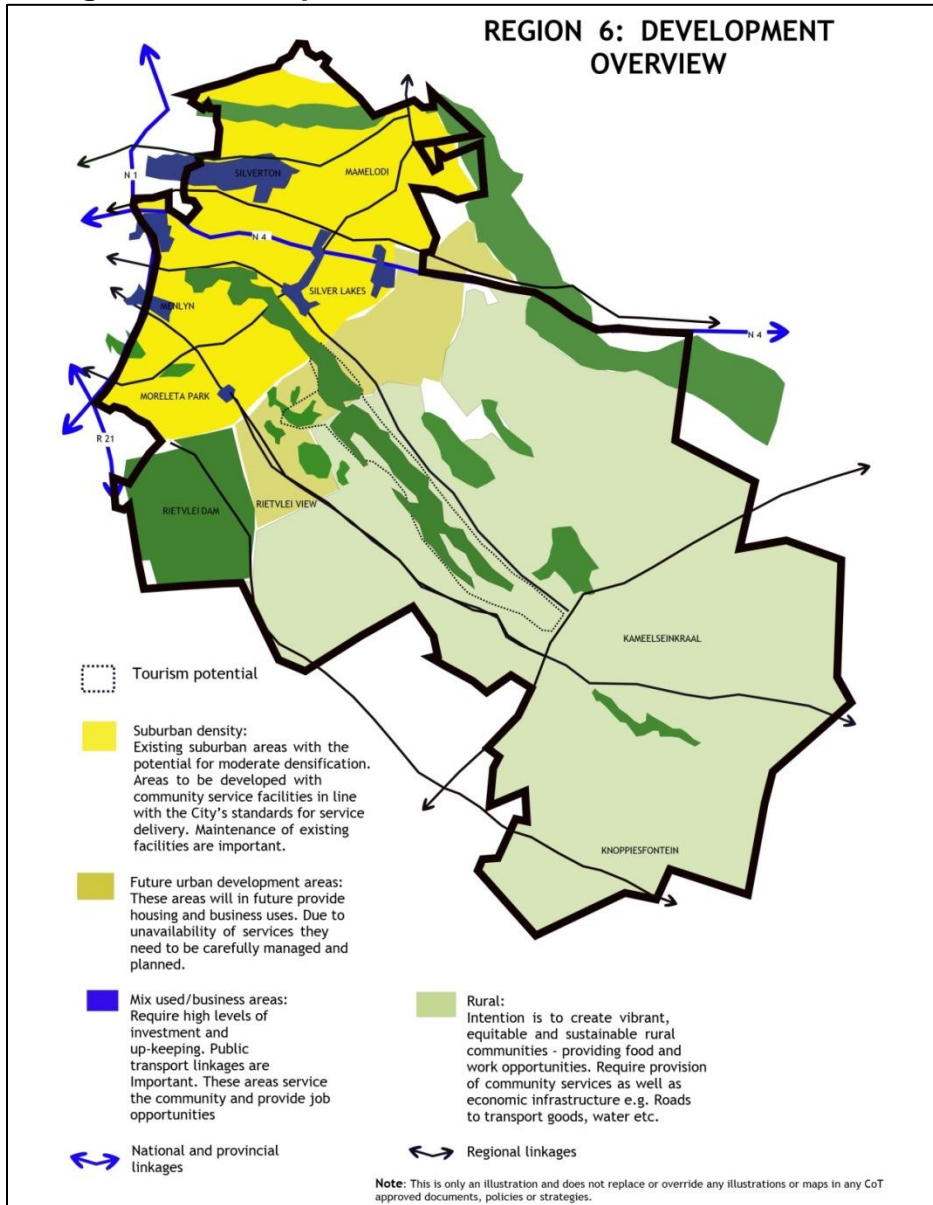 REGION 6: DEVELOPMENT
OVERVIEW
N 1
SILVERTON
MAMELODI
N 4
SILVER LAKES
MENLYN
N 4
MORELETA PARK
R 21
RIETVLEI DAM
RIETVLEI VIEW
KAMEELSEINKRAAL
KNOPPIESFONTEIN
Tourism potential
Suburban density:
Existing suburban areas with the
potential for moderate densification.
Areas to be developed with
community service facilities in line
with the City's standards for service
delivery. Maintenance of existing
facilities are important.
Future urban development areas:
These areas will in future provide
housing and business uses. Due to
unavailability of services they
need to be carefully managed and
planned.
Mix used/business areas:
Require high levels of
investment and
up-keeping. Public
transport linkages are
Important. These areas service
the community and provide job
opportunities
National and provincial
linkages
Rural:
Intention is to create vibrant,
equitable and sustainable rural
communities - providing food and
work opportunities. Require provision
of community services as well as
economic infrastructure e.g. Roads
to transport goods, water etc.
Regional linkages
Note: This is only an illustration and does not replace or override any illustrations or maps in any CoT
approved documents, policies or strategies.